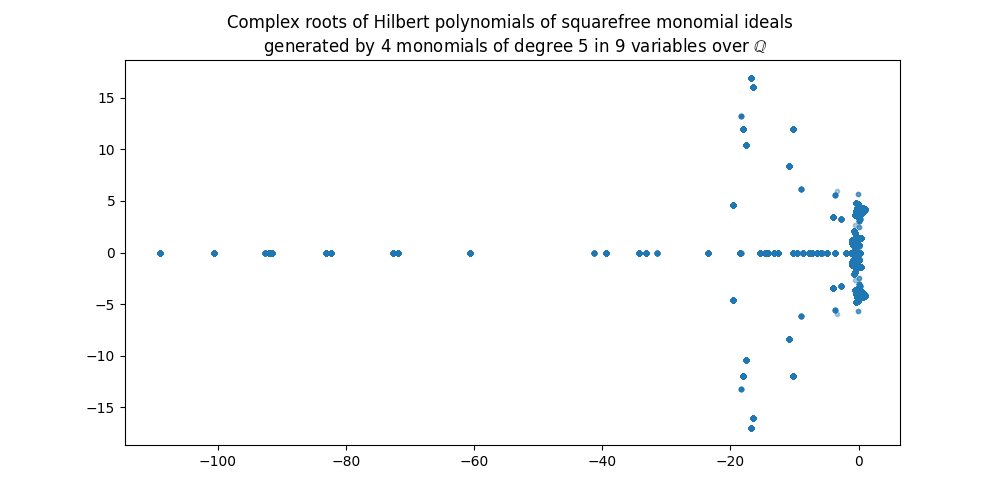 Complex roots of Hilbert polynomials of squarefree monomial ideals
generated by 4 monomials of degree 5 in 9 variables over ℚ
15
10
5
0
−5
−10
−15
−100 −80 −60 −40 −20 0